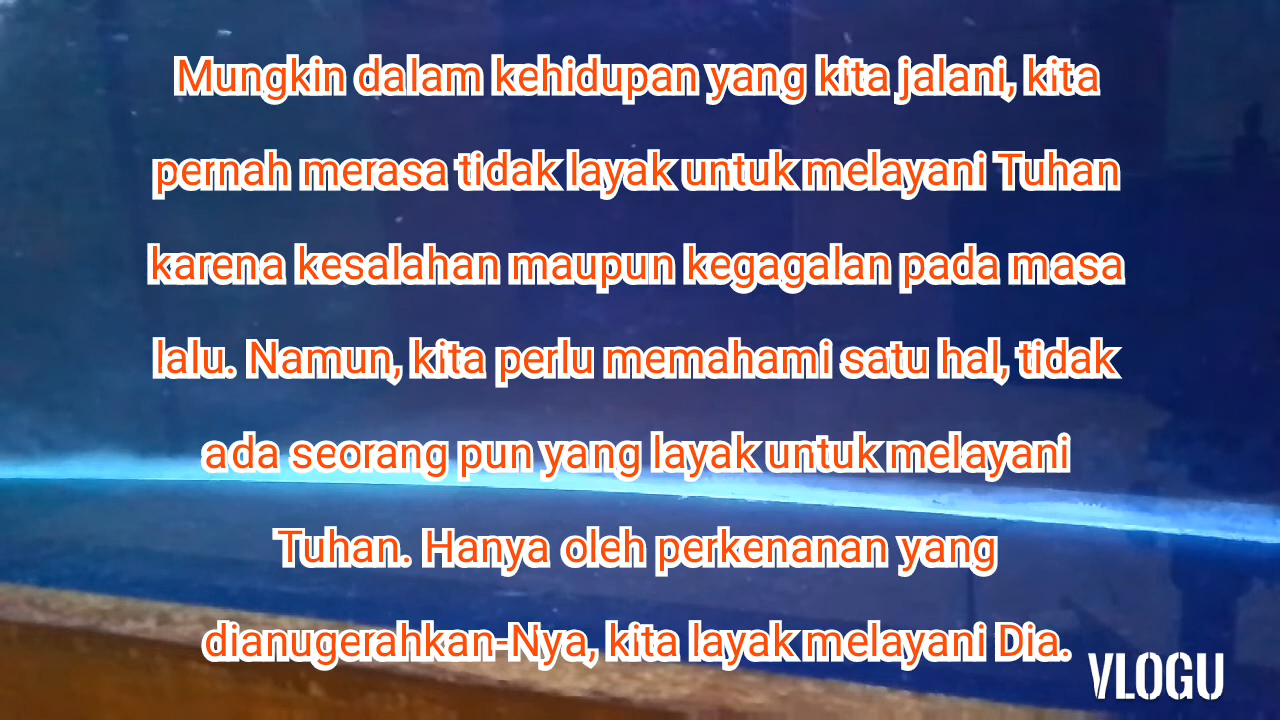 Mungkin dalam kehidupan yang kita jalani, kita
pernah merasa tidak layak untuk melayani Tuhan
karena kesalahan maupun kegagalan pada masa
lalu. Namun, kita perlu memahami satu hal, tidak
ada seorang pun yang layak untuk melayani
Tuhan. Hanya oleh perkenanan yang
dianugerahkan-Nya, kita layak melayani Dia.
VLOGU